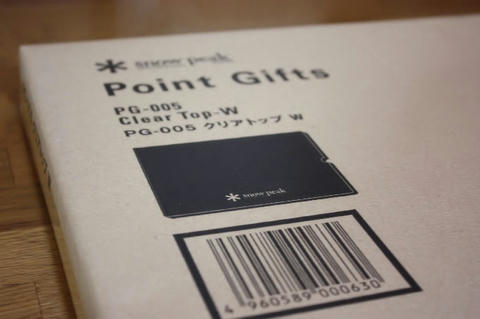 snow peak
Point Gifts
PG-005
Clear Top-W
PG-005 クリアトップ W
snow peak
4 960589 000630